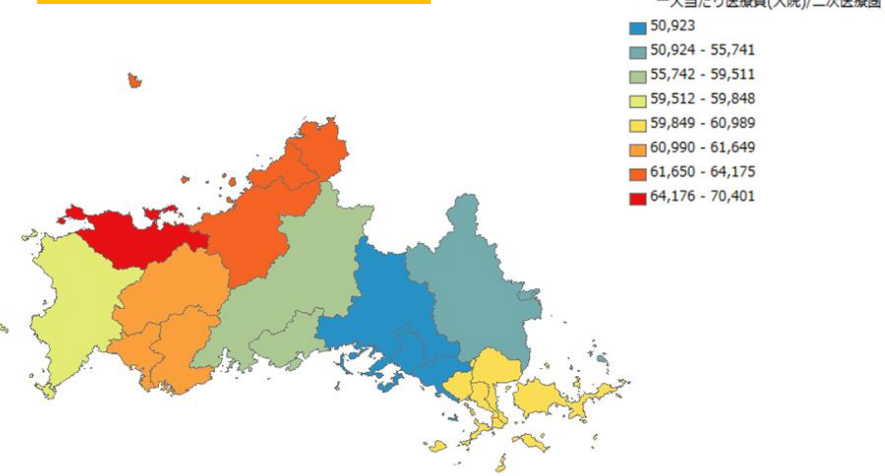 一人当たり医療費(入院)/二次医療圏
50,923
50,924 - 55,741
55,742 - 59,511
59,512 - 59,848
59,849 - 60,989
60,990 - 61,649
61,650 - 64,175
64,176 - 70,401